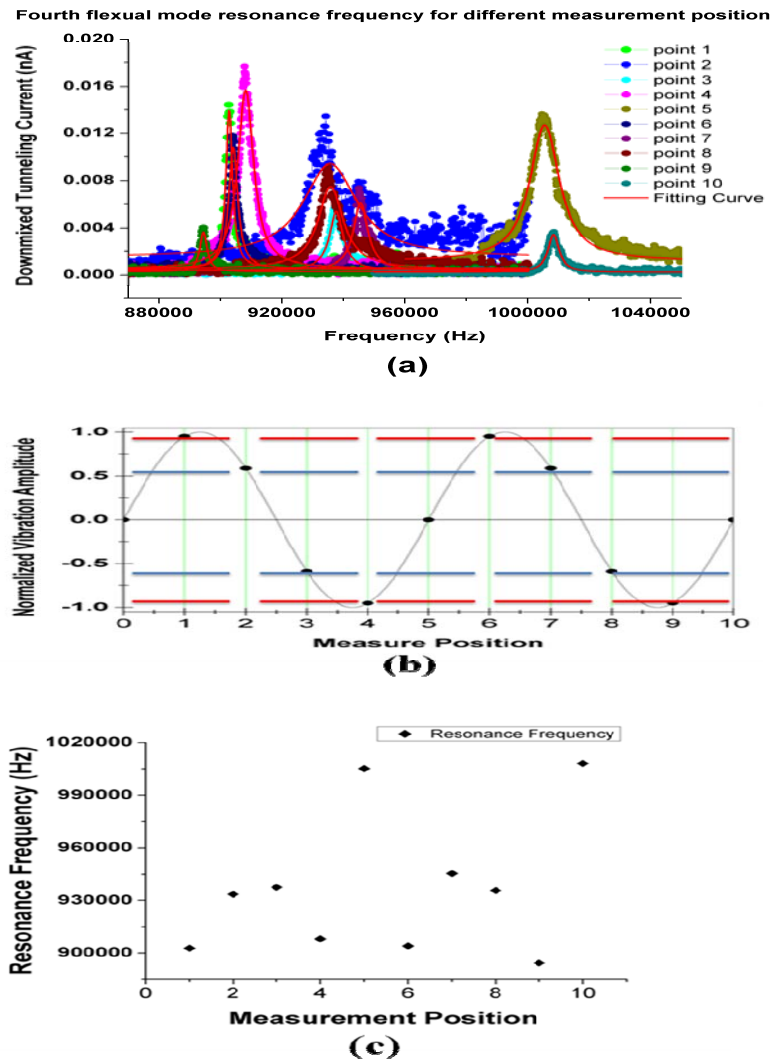 Fourth flexual mode resonance frequency for different measurement position
Downmixed Tunneling Current (nA)
0.020
0.016
0.012
0.008
0.004
0.000
point 1
point 2
point 3
point 4
point 5
point 6
point 7
point 8
point 9
point 10
Fitting Curve
880000 920000 960000 1000000 1040000
Frequency (Hz)
(a)
Normalized Vibration Amplitude
1.0
0.5
0.0
-0.5
-1.0
0 1 2 3 4 5 6 7 8 9 10
Measure Position
(b)
Resonance Frequency
Resonance Frequency (Hz)
1020000
990000
960000
930000
900000
0 2 4 6 8 10
Measurement Position
(c)